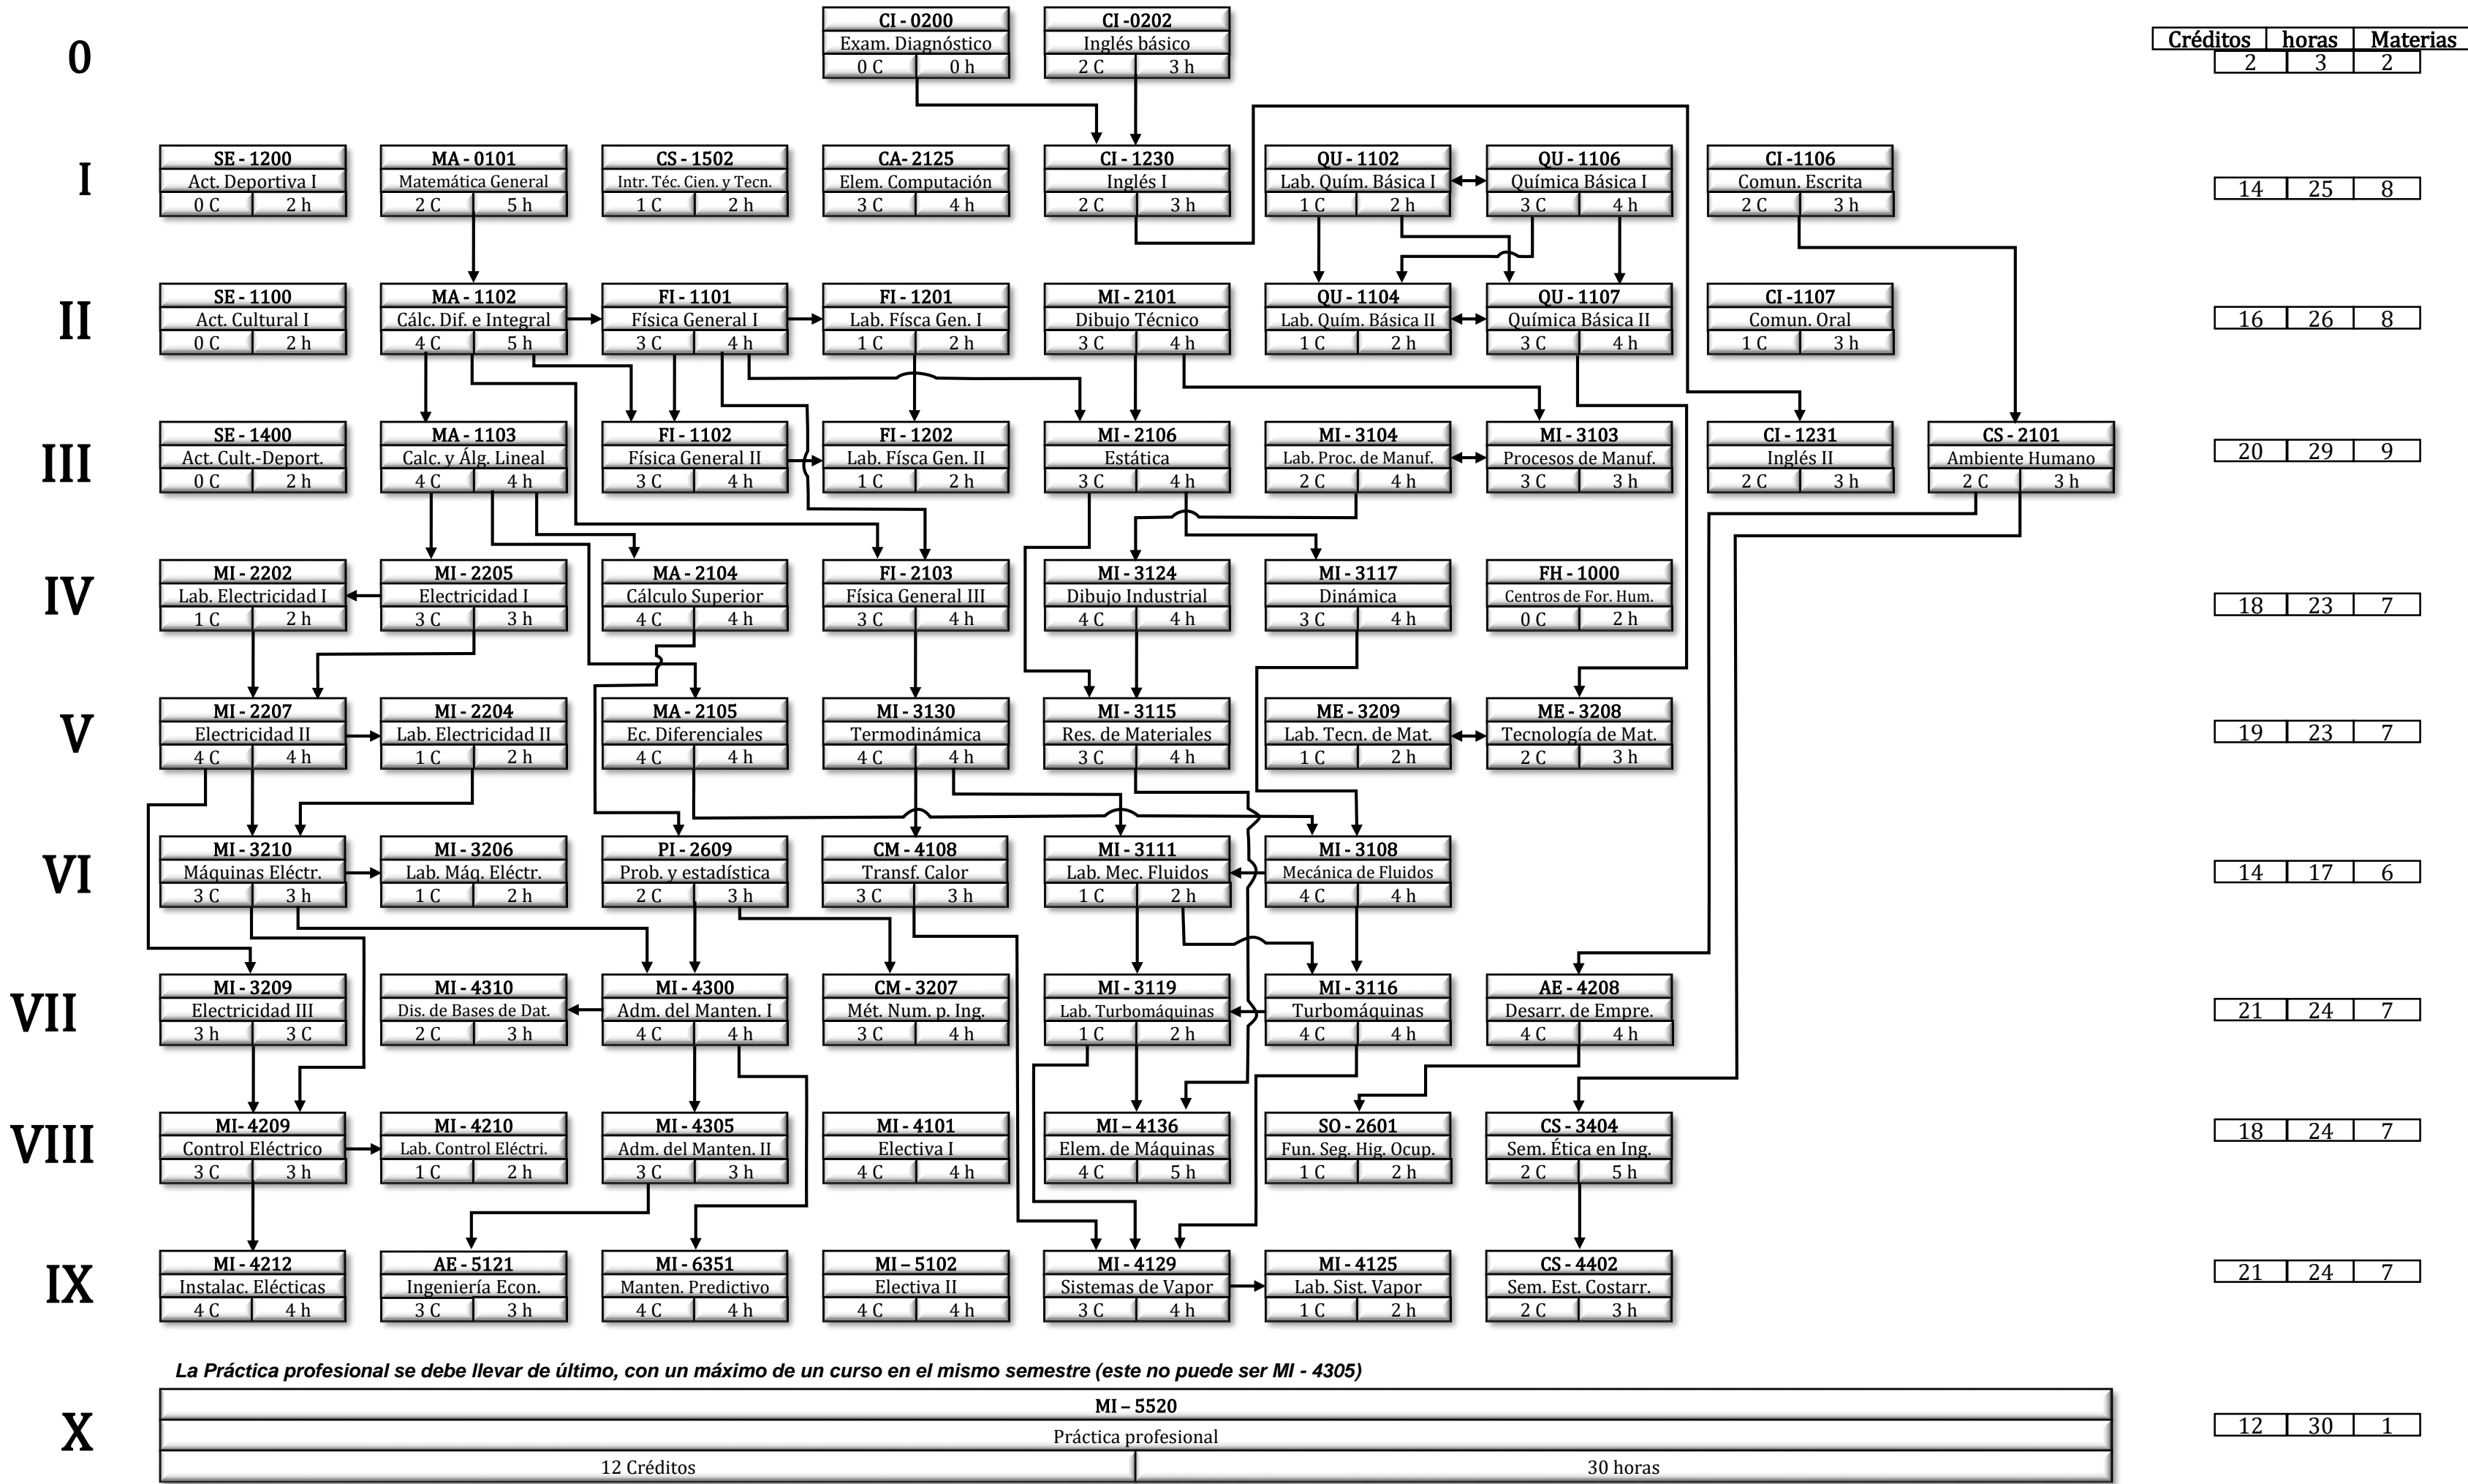 0
CI - 0200
Exam. Diagnóstico
0 C 0 h
CI -0202
Inglés básico
2 C 3 h
Créditos horas Materias
2 3 2
I
SE - 1200
Act. Deportiva I
0 C 2 h
MA - 0101
Matemática General
2 C 5 h
CS - 1502
Intr. Téc. Cien. y Tecn.
1 C 2 h
CA- 2125
Elem. Computación
3 C 4 h
CI - 1230
Inglés I
2 C 3 h
QU - 1102
Lab. Quím. Básica I
1 C 2 h
QU - 1106
Química Básica I
3 C 4 h
CI -1106
Comun. Escrita
2 C 3 h
14 25 8
II
SE - 1100
Act. Cultural I
0 C 2 h
MA - 1102
Cálc. Dif. e Integral
4 C 5 h
FI - 1101
Física General I
3 C 4 h
FI - 1201
Lab. Físca Gen. I
1 C 2 h
MI - 2101
Dibujo Técnico
3 C 4 h
QU - 1104
Lab. Quím. Básica II
1 C 2 h
QU - 1107
Química Básica II
3 C 4 h
CI -1107
Comun. Oral
1 C 3 h
16 26 8
III
SE - 1400
Act. Cult.-Deport.
0 C 2 h
MA - 1103
Calc. y Álg. Lineal
4 C 4 h
FI - 1102
Física General II
3 C 4 h
FI - 1202
Lab. Físca Gen. II
1 C 2 h
MI - 2106
Estática
3 C 4 h
MI - 3104
Lab. Proc. de Manuf.
2 C 4 h
MI - 3103
Procesos de Manuf.
3 C 3 h
CI - 1231
Inglés II
2 C 3 h
CS - 2101
Ambiente Humano
2 C 3 h
20 29 9
IV
MI - 2202
Lab. Electricidad I
1 C 2 h
MI - 2205
Electricidad I
3 C 3 h
MA - 2104
Cálculo Superior
4 C 4 h
FI - 2103
Física General III
3 C 4 h
MI - 3124
Dibujo Industrial
4 C 4 h
MI - 3117
Dinámica
3 C 4 h
FH - 1000
Centros de For. Hum.
0 C 2 h
18 23 7
V
MI - 2207
Electricidad II
4 C 4 h
MI - 2204
Lab. Electricidad II
1 C 2 h
MA - 2105
Ec. Diferenciales
4 C 4 h
MI - 3130
Termodinámica
4 C 4 h
MI - 3115
Res. de Materiales
3 C 4 h
ME - 3209
Lab. Tecn. de Mat.
1 C 2 h
ME - 3208
Tecnología de Mat.
2 C 3 h
19 23 7
VI
MI - 3210
Máquinas Eléctr.
3 C 3 h
MI - 3206
Lab. Máq. Eléctr.
1 C 2 h
PI - 2609
Prob. y estadística
2 C 3 h
CM - 4108
Transf. Calor
3 C 3 h
MI - 3111
Lab. Mec. Fluidos
1 C 2 h
MI - 3108
Mecánica de Fluidos
4 C 4 h
14 17 6
VII
MI - 3209
Electricidad III
3 h 3 C
MI - 4310
Dis. de Bases de Dat.
2 C 3 h
MI - 4300
Adm. del Manten. I
4 C 4 h
CM - 3207
Mét. Num. p. Ing.
3 C 4 h
MI - 3119
Lab. Turbomáquinas
1 C 2 h
MI - 3116
Turbomáquinas
4 C 4 h
AE - 4208
Desarr. de Empre.
4 C 4 h
21 24 7
VIII
MI- 4209
Control Eléctrico
3 C 3 h
MI - 4210
Lab. Control Eléctri.
1 C 2 h
MI - 4305
Adm. del Manten. II
3 C 3 h
MI - 4101
Electiva I
4 C 4 h
MI – 4136
Elem. de Máquinas
4 C 5 h
SO - 2601
Fun. Seg. Hig. Ocup.
1 C 2 h
CS - 3404
Sem. Ética en Ing.
2 C 5 h
18 24 7
IX
MI - 4212
Instalac. Elécticas
4 C 4 h
AE - 5121
Ingeniería Econ.
3 C 3 h
MI - 6351
Manten. Predictivo
4 C 4 h
MI – 5102
Electiva II
4 C 4 h
MI - 4129
Sistemas de Vapor
3 C 4 h
MI - 4125
Lab. Sist. Vapor
1 C 2 h
CS - 4402
Sem. Est. Costarr.
2 C 3 h
21 24 7
La Práctica profesional se debe llevar de último, con un máximo de un curso en el mismo semestre (este no puede ser MI - 4305)
X
MI – 5520
Práctica profesional
12 Créditos 30 horas
12 30 1